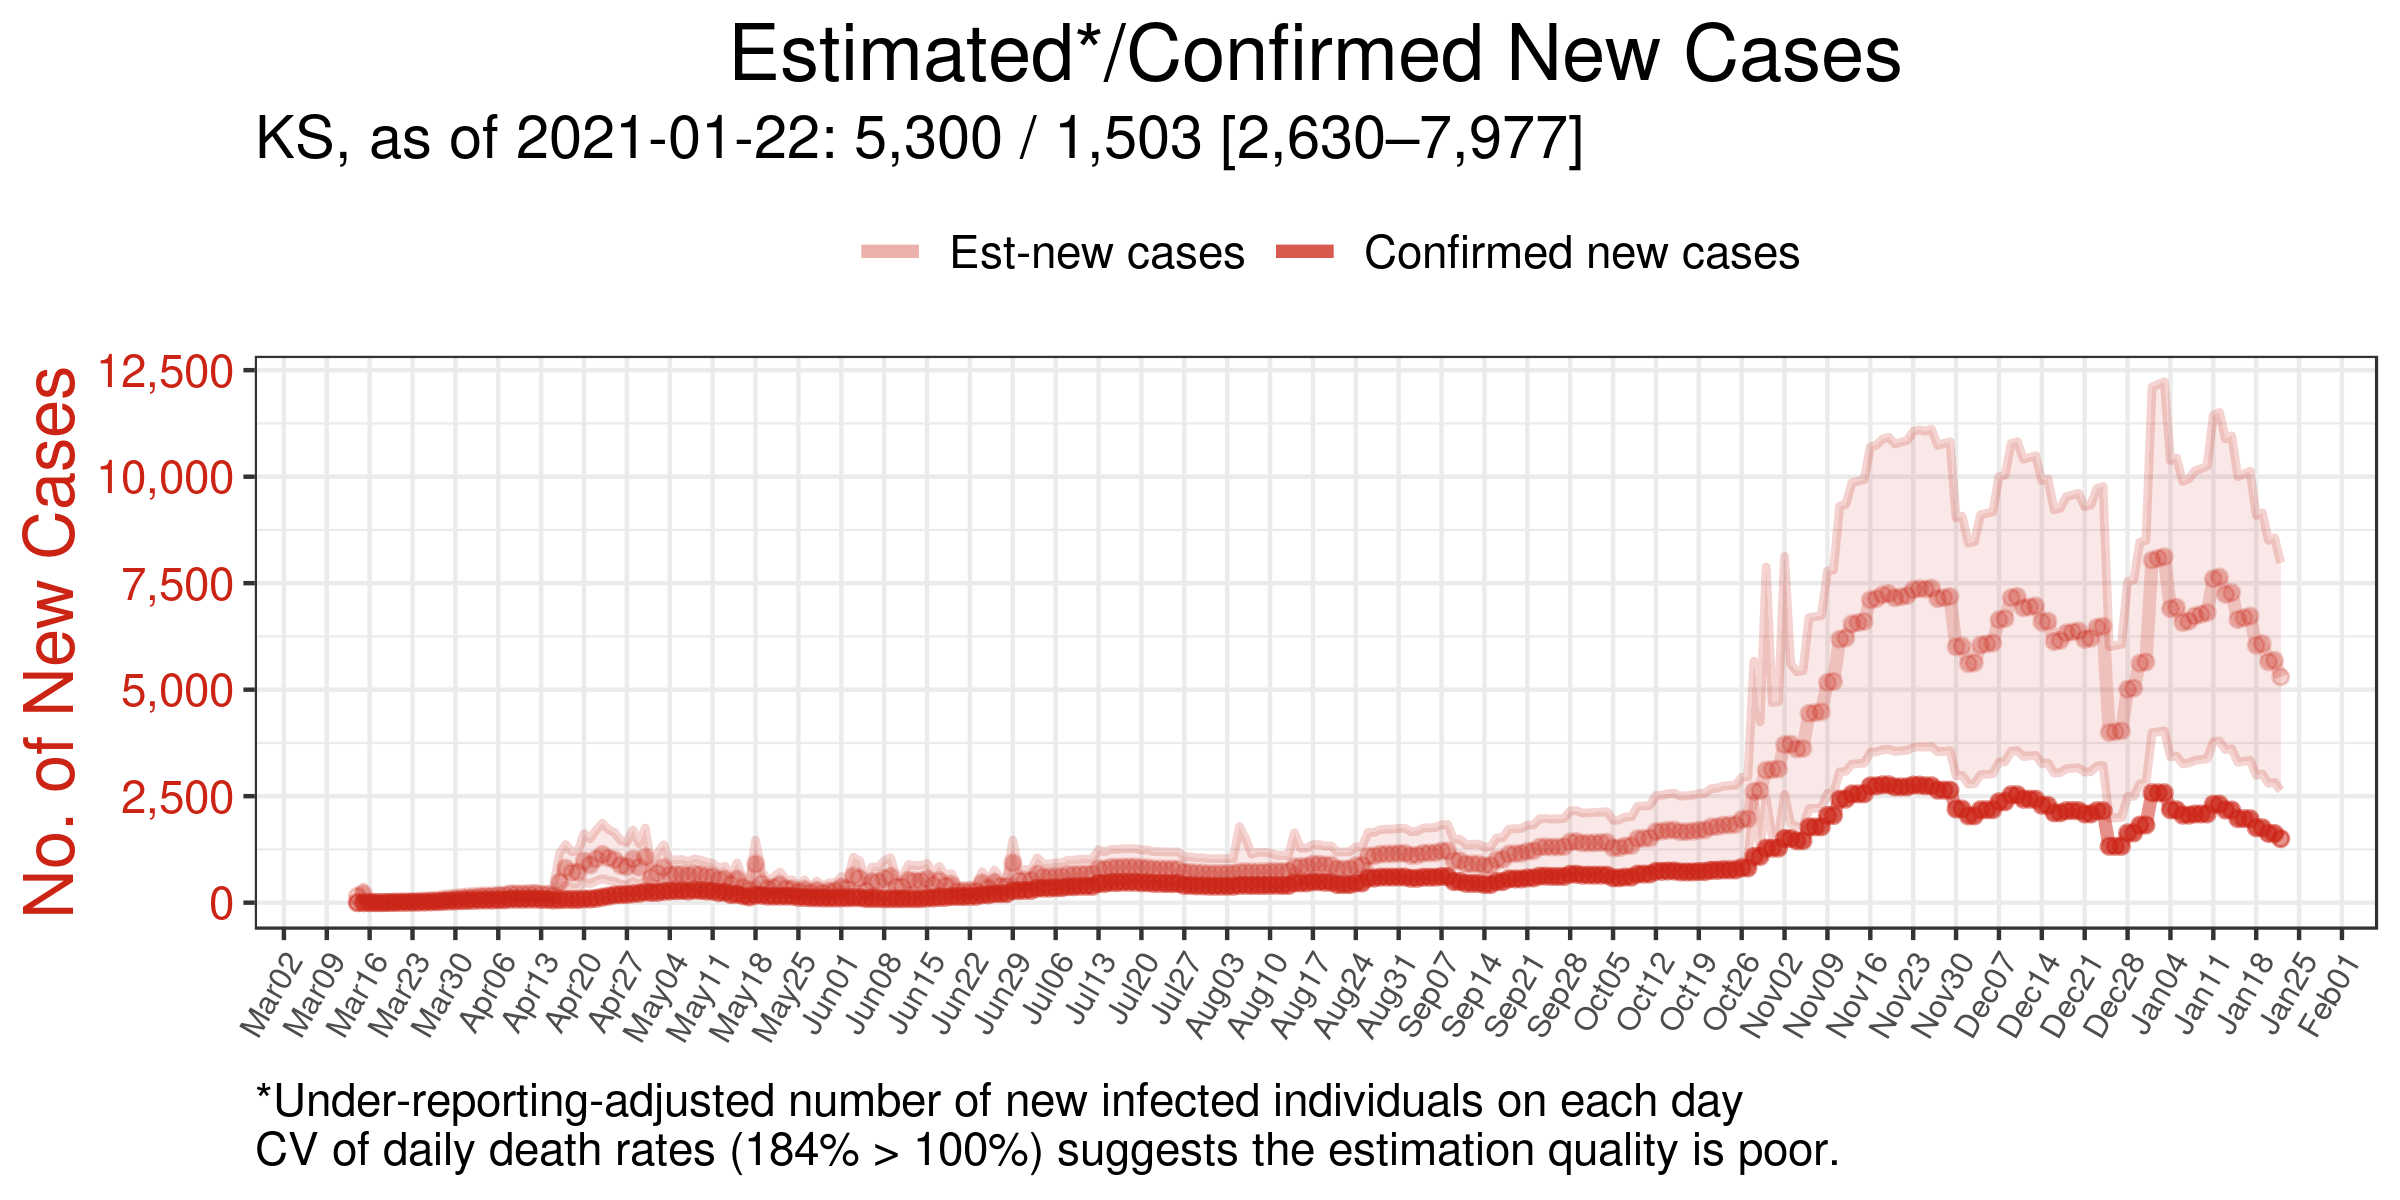 Estimated*/Confirmed New Cases
KS, as of 2021-01-22: 5,300 / 1,503 [2,630–7,977]
Est-new cases
Confirmed new cases
No. of New Cases
12,500
10,000
7,500
5,000
2,500
0
Mar02
Mar09
Mar16
Mar23
Mar30
Apr06
Apr13
Apr20
Apr27
May04
May11
May18
May25
Jun01
Jun08
Jun15
Jun22
Jun29
Jul06
Jul13
Jul20
Jul27
Aug03
Aug10
Aug17
Aug24
Aug31
Sep07
Sep14
Sep21
Sep28
Oct05
Oct12
Oct19
Oct26
Nov02
Nov09
Nov16
Nov23
Nov30
Dec07
Dec14
Dec21
Dec28
Jan04
Jan11
Jan18
Jan25
Feb01
*Under-reporting-adjusted number of new infected individuals on each day
CV of daily death rates (184% > 100%) suggests the estimation quality is poor.